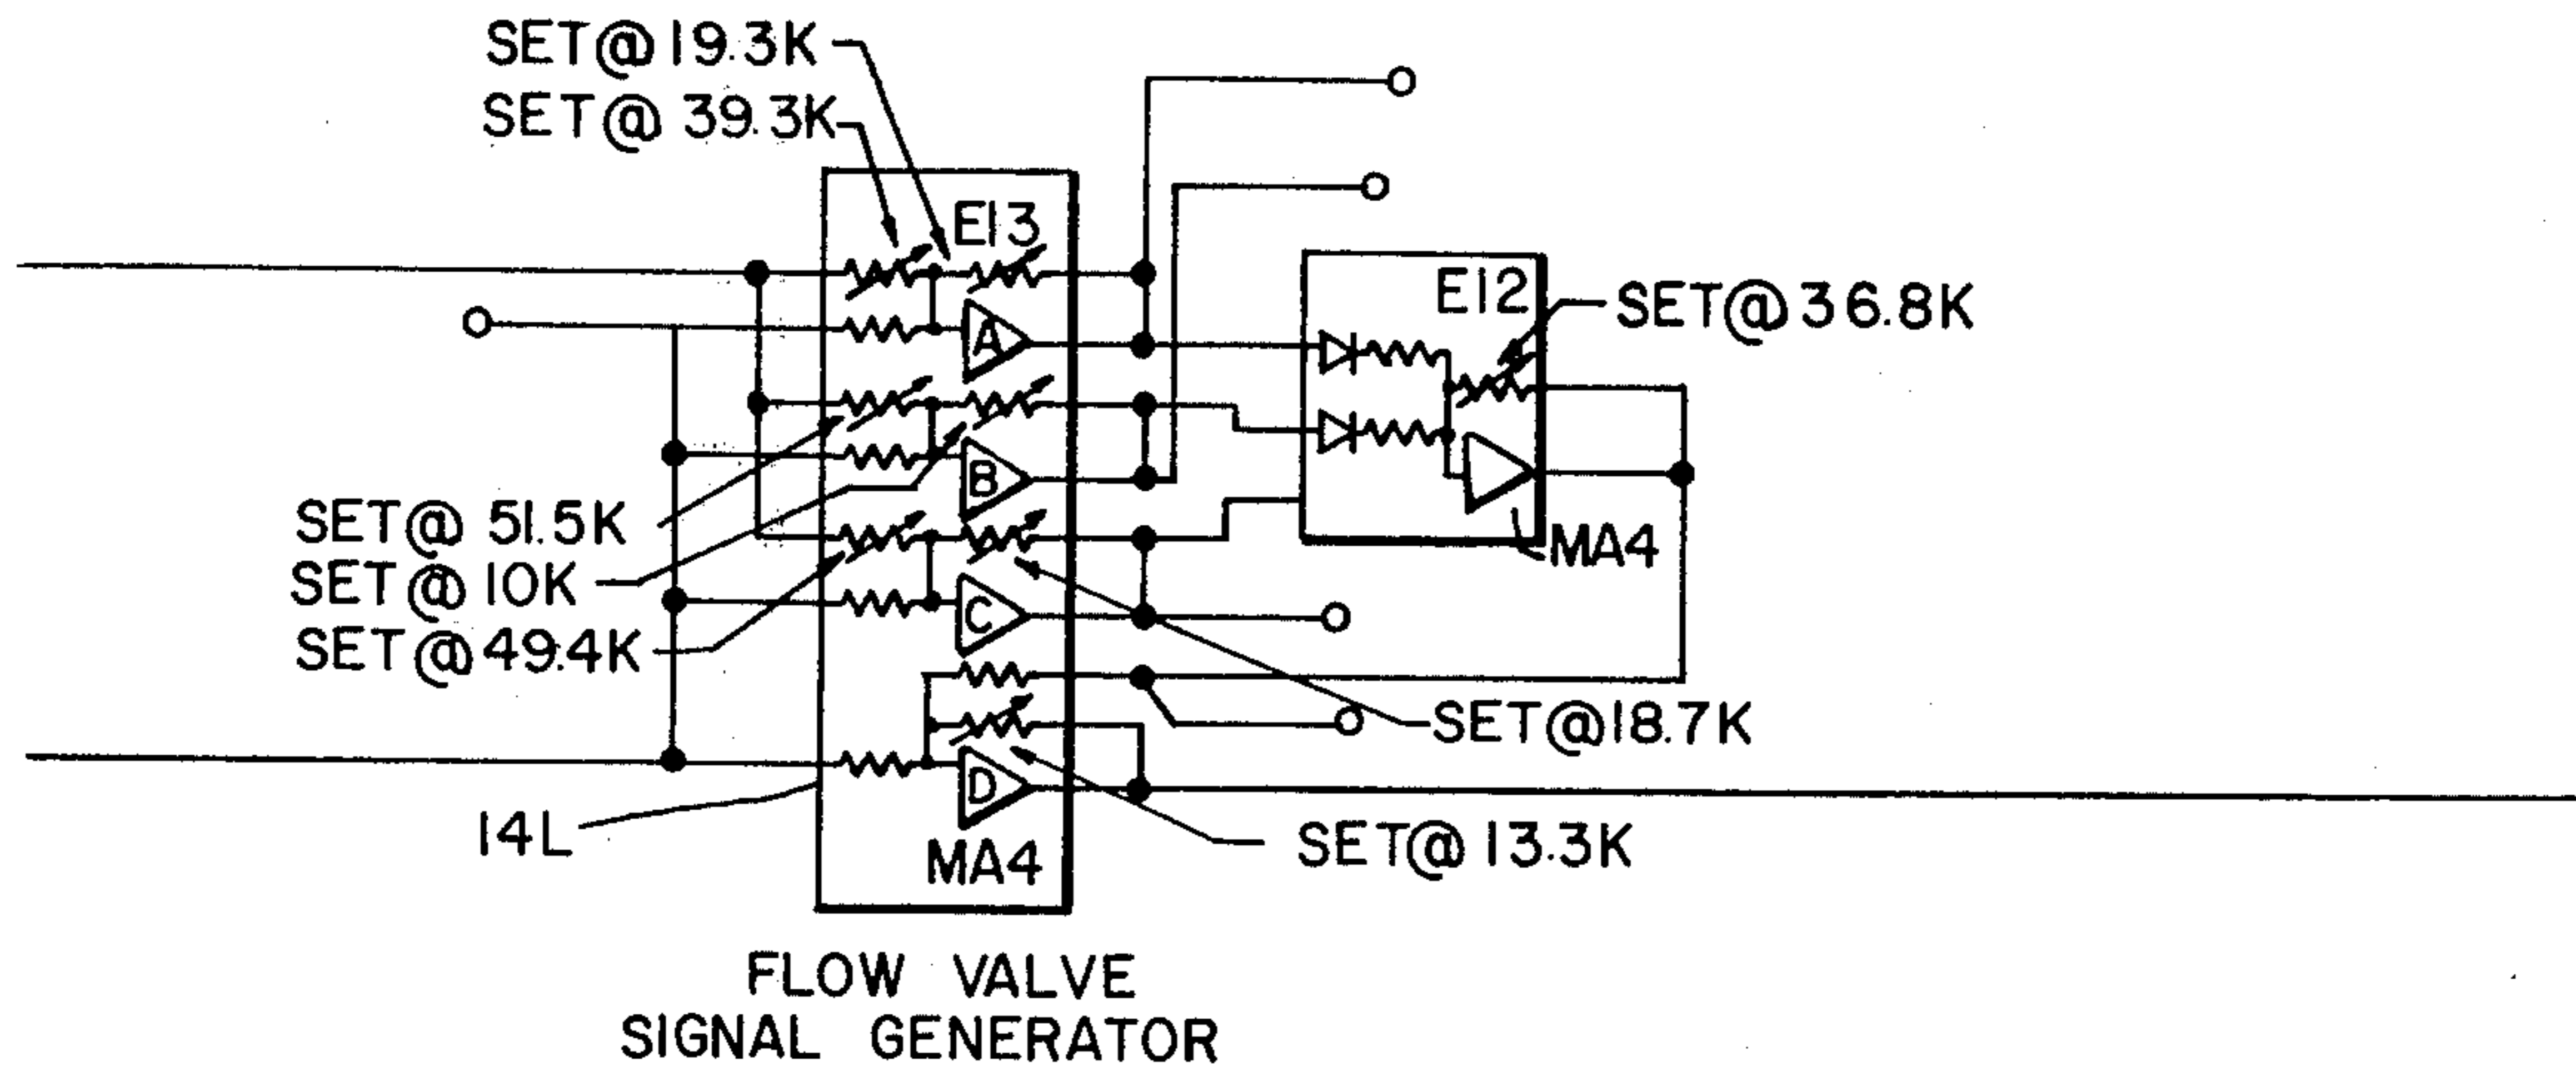 SET@ 19.3K
SET@ 39.3K
E13
E12
SET@ 36.8K
A
B
SET@ 51.5K
SET@ 10K
SET@ 49.4K
MA4
C
SET@ 18.7K
D
14L
SET@ 13.3K
MA4
FLOW VALVE
SIGNAL GENERATOR